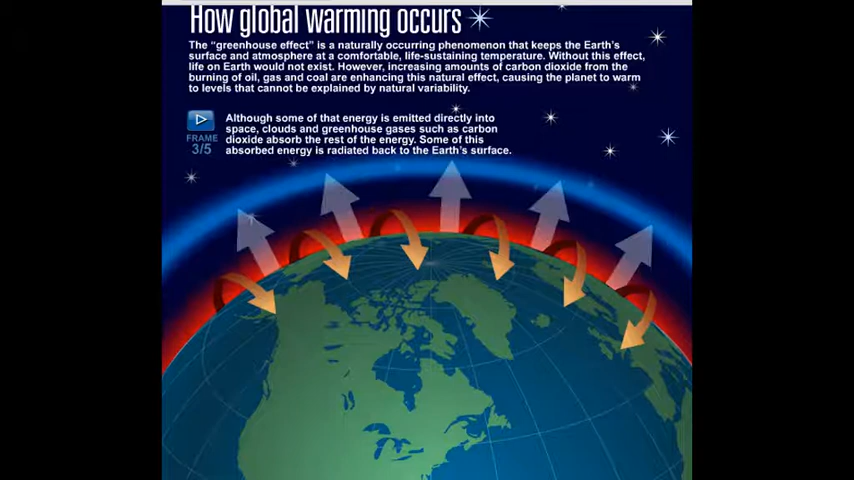 How global warming occurs
The “greenhouse effect” is a naturally occurring phenomenon that keeps the Earth's
surface and atmosphere at a comfortable, life-sustaining temperature. Without this effect,
life on Earth would not exist. However, increasing amounts of carbon dioxide from the
burning of oil, gas and coal are enhancing this natural effect, causing the planet to warm
to levels that cannot be explained by natural variability.
Although some of that energy is emitted directly into
space, clouds and greenhouse gases such as carbon
dioxide absorb the rest of the energy. Some of this
absorbed energy is radiated back to the Earth's surface.
FRAME
3/5